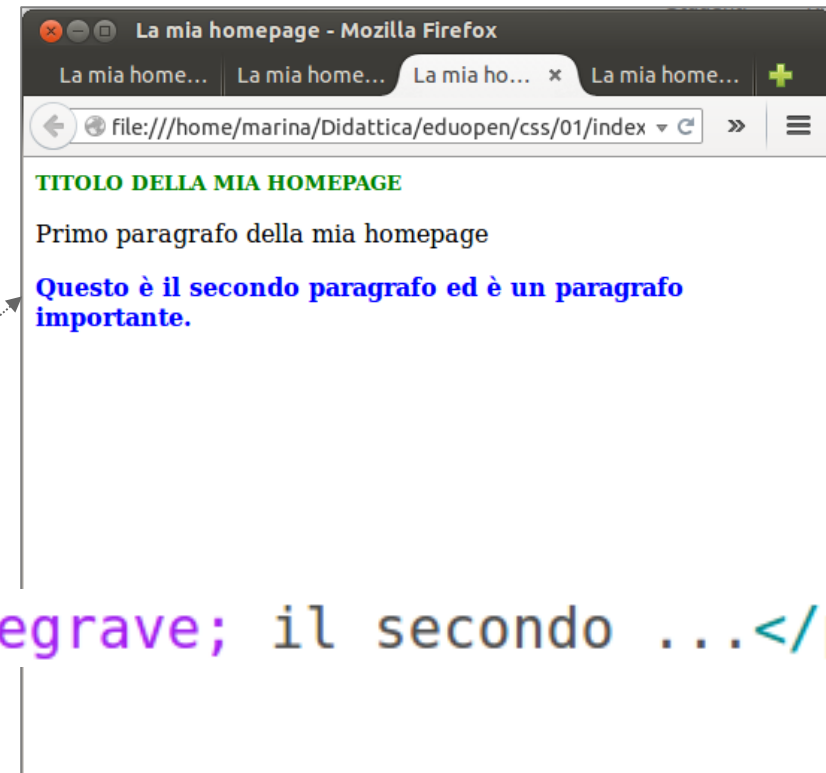 La mia homepage - Mozilla Firefox
La mia home... La mia home... La mia ho... La mia home...
file:///home/marina/Didattica/eduopen/css/01/index
TITOLO DELLA MIA HOMEPAGE
Primo paragrafo della mia homepage
Questo è il secondo paragrafo ed è un paragrafo
importante.
egrave; il secondo ...</